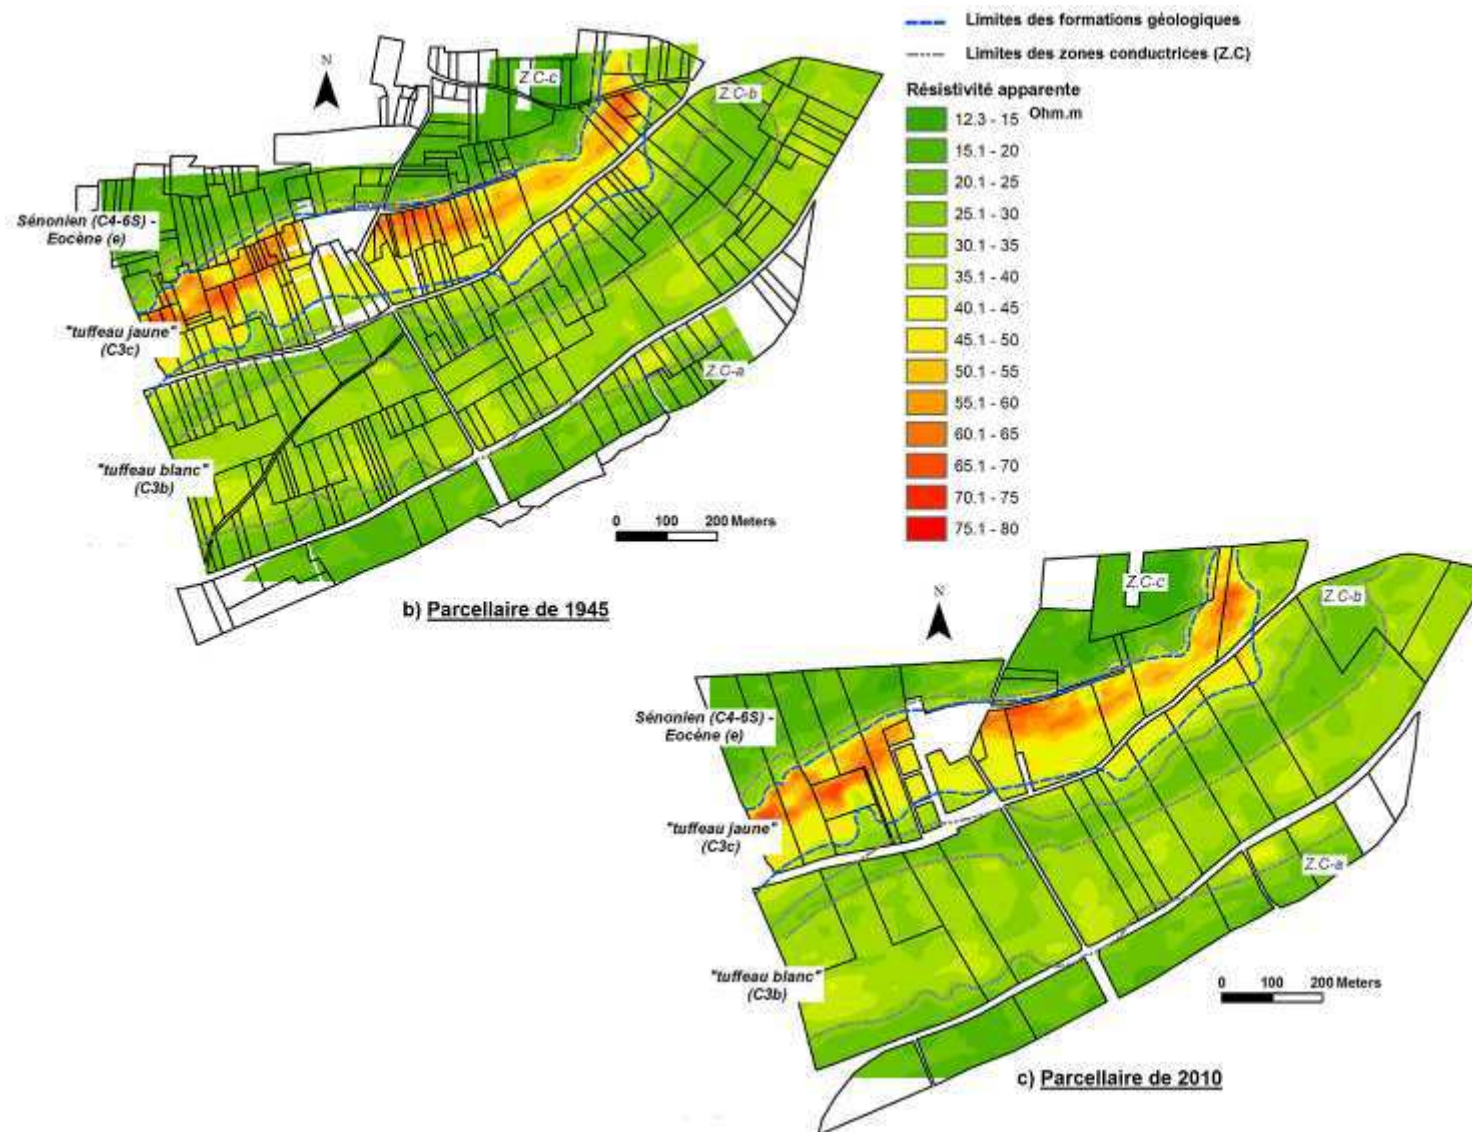 Limites des formations géologiques
Limites des zones conductrices (Z.C)
Résistivité apparente
Ohm.m
12.3 - 15
15.1 - 20
20.1 - 25
25.1 - 30
30.1 - 35
35.1 - 40
40.1 - 45
45.1 - 50
50.1 - 55
55.1 - 60
60.1 - 65
65.1 - 70
70.1 - 75
75.1 - 80
N
Z.C-c
Z.C-b
Sénonien (C4-6S) -
Eocène (e)
"tuffeau jaune"
(C3c)
Z.C-a
"tuffeau blanc"
(C3b)
0 100 200 Meters
b) Parcellaire de 1945
N
Z.C-c
Z.C-b
Sénonien (C4-6S) -
Eocène (e)
"tuffeau jaune"
(C3c)
Z.C-a
"tuffeau blanc"
(C3b)
0 100 200 Meters
c) Parcellaire de 2010